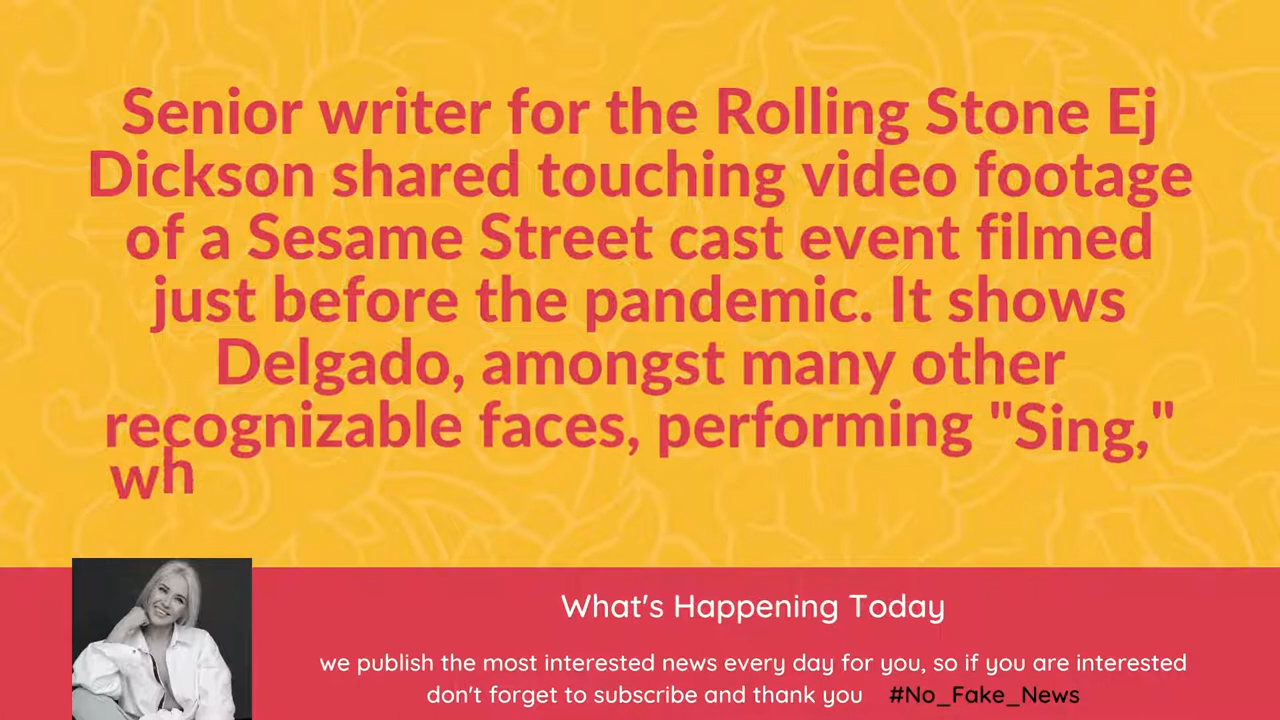 Senior writer for the Rolling Stone Ej
Dickson shared touching video footage
of a Sesame Street cast event filmed
just before the pandemic. It shows
Delgado, amongst many other
recognizable faces, performing "Sing,"
wh
What's Happening Today
we publish the most interested news every day for you, so if you are interested
don't forget to subscribe and thank you #No_Fake_News